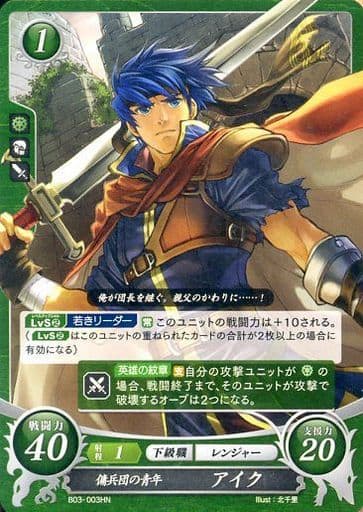 1
俺が団長を継ぐ。親父のかわりに……!
LvS2 若きリーダー 常 このユニットの戦闘力は+10される。
(LvS2はこのユニットの重ねられたカードの合計が2枚以上の場合に
有効になる)
英雄の紋章 支 自分の攻撃ユニットが
の場合、戦闘終了まで、そのユニットが攻撃で
破壊するオーブは2つになる。
戦闘力
40
射程 1 下級職 レンジャー
支援力
20
傭兵団の青年 アイク
B03-003HN
Illust:北千里